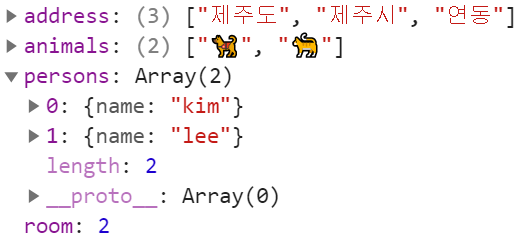 ▶ address: (3) ["제주도", "제주시", "연동"]
▶ animals: (2) ["🐕", "🐈"]
▼ persons: Array(2)
▶ 0: {name: "kim"}
▶ 1: {name: "lee"}
length: 2
▶ __proto__: Array(0)
room: 2